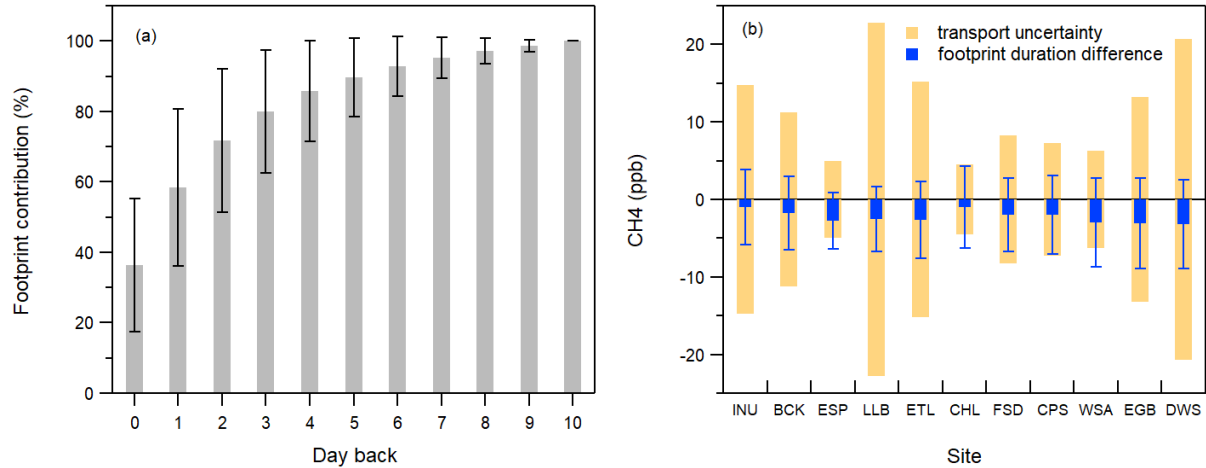 (a)
Footprint contribution (%)
100
80
60
40
20
0
0 1 2 3 4 5 6 7 8 9 10
Day back
(b)
transport uncertainty
footprint duration difference
CH4 (ppb)
20
10
0
-10
-20
INU BCK ESP LLB ETL CHL FSD CPS WSA EGB DWS
Site